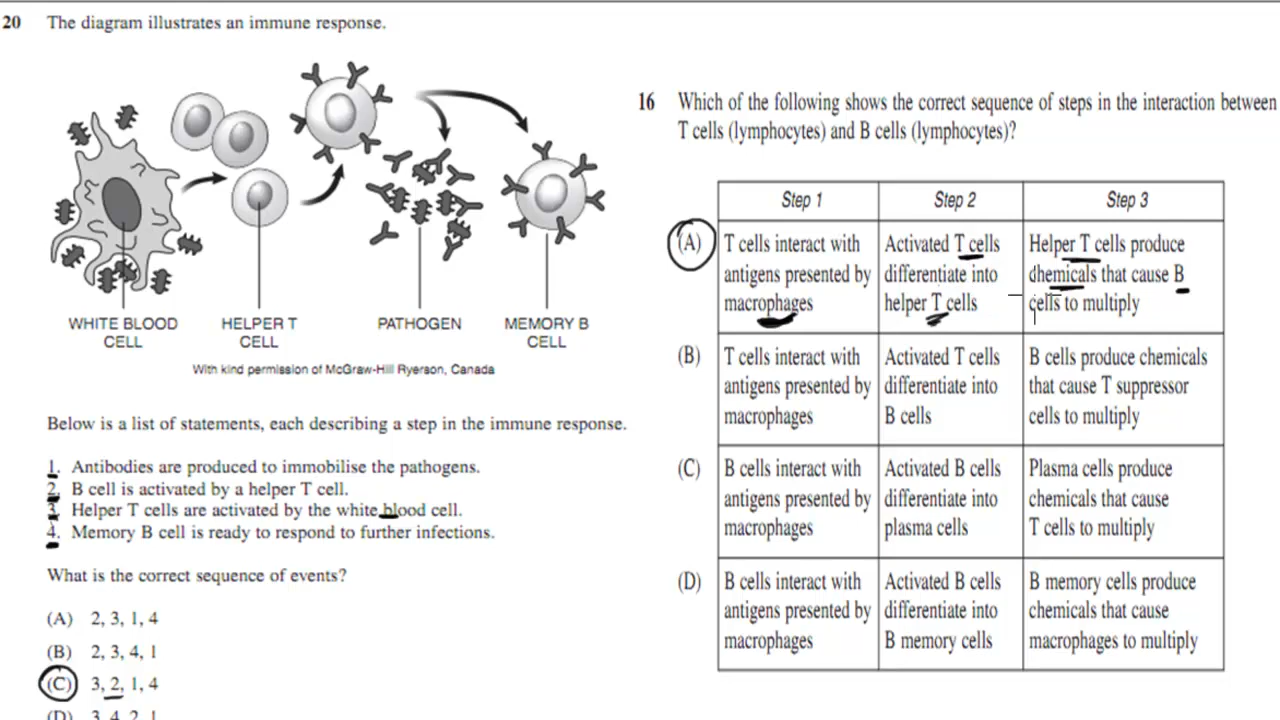 20 The diagram illustrates an immune response.
WHITE BLOOD CELL
HELPER T CELL
PATHOGEN
MEMORY B CELL
With kind permission of McGraw-Hill Ryerson, Canada
Below is a list of statements, each describing a step in the immune response.
1. Antibodies are produced to immobilise the pathogens.
2. B cell is activated by a helper T cell.
3. Helper T cells are activated by the white blood cell.
4. Memory B cell is ready to respond to further infections.
What is the correct sequence of events?
(A) 2, 3, 1, 4
(B) 2, 3, 4, 1
(C) 3, 2, 1, 4
(D) 3, 4, 2, 1
16 Which of the following shows the correct sequence of steps in the interaction between
T cells (lymphocytes) and B cells (lymphocytes)?
Step 1 Step 2 Step 3
(A) T cells interact with Activated T cells Helper T cells produce
antigens presented by differentiate into chemicals that cause B
macrophages helper T cells cells to multiply
(B) T cells interact with Activated T cells B cells produce chemicals
antigens presented by differentiate into that cause T suppressor
macrophages B cells cells to multiply
(C) B cells interact with Activated B cells Plasma cells produce
antigens presented by differentiate into chemicals that cause
macrophages plasma cells T cells to multiply
(D) B cells interact with Activated B cells B memory cells produce
antigens presented by differentiate into chemicals that cause
macrophages B memory cells macrophages to multiply